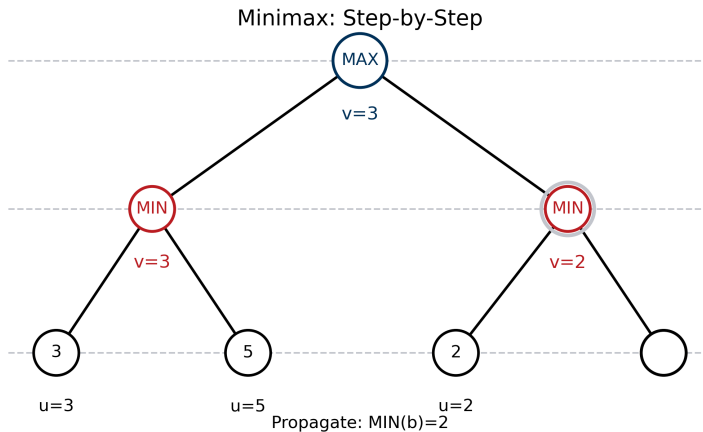 Minimax: Step-by-Step
MAX
v=3
MIN
MIN
v=3
v=2
3
5
2
u=3
u=5
u=2
Propagate: MIN(b)=2